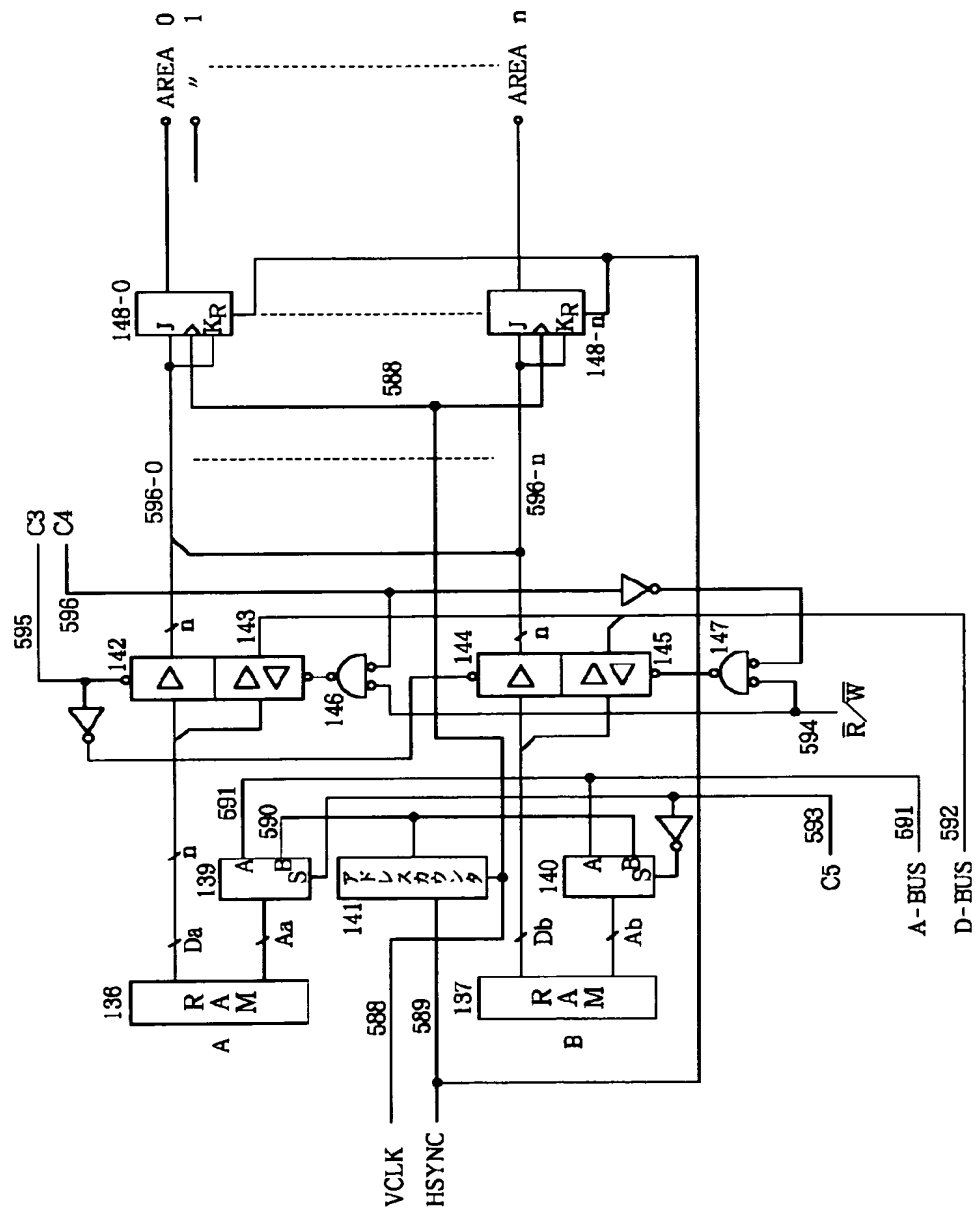 AREA 0
〃 1
AREA n
148-0
J
K
R
148-n
J
K
R
588
596-0
596-n
C3
C4
595
596
142
n
143
146
144
n
145
147
594
R̅/W̅
136
RAM
A
Da
n
Aa
139
A
B
S
591
590
141
アドレスカウンタ
137
RAM
B
Db
Ab
140
A
B
S
588
589
VCLK
HSYNC
593
C5
591
A-BUS
592
D-BUS